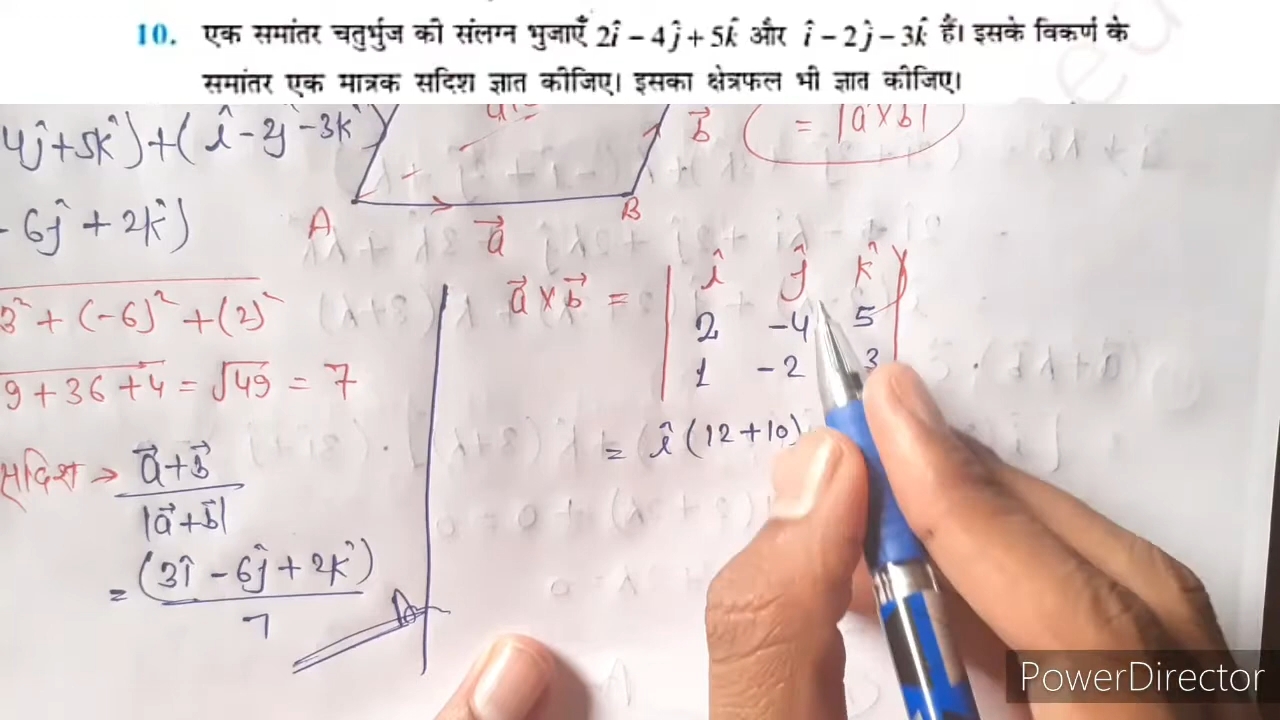 10. एक समांतर चतुर्भुज की संलग्न भुजाएँ 2î − 4ĵ + 5k̂ और î − 2ĵ − 3k̂ हैं। इसके विकर्ण के
समांतर एक मात्रक सदिश ज्ञात कीजिए। इसका क्षेत्रफल भी ज्ञात कीजिए।
4ĵ + 5k̂) + (î − 2ĵ − 3k̂)
− 6ĵ + 2k̂)
3² + (−6)² + (2)²
9 + 36 + 4 = √49 = 7
सदिश → a⃗ + b⃗
|a⃗ + b⃗|
= (3î − 6ĵ + 2k̂)
7
A
a⃗
B
b⃗
= |a⃗ × b⃗|
a⃗ × b⃗ = | î ĵ k̂ |
2 −4 5
1 −2 3
= î (12 + 10)
PowerDirector